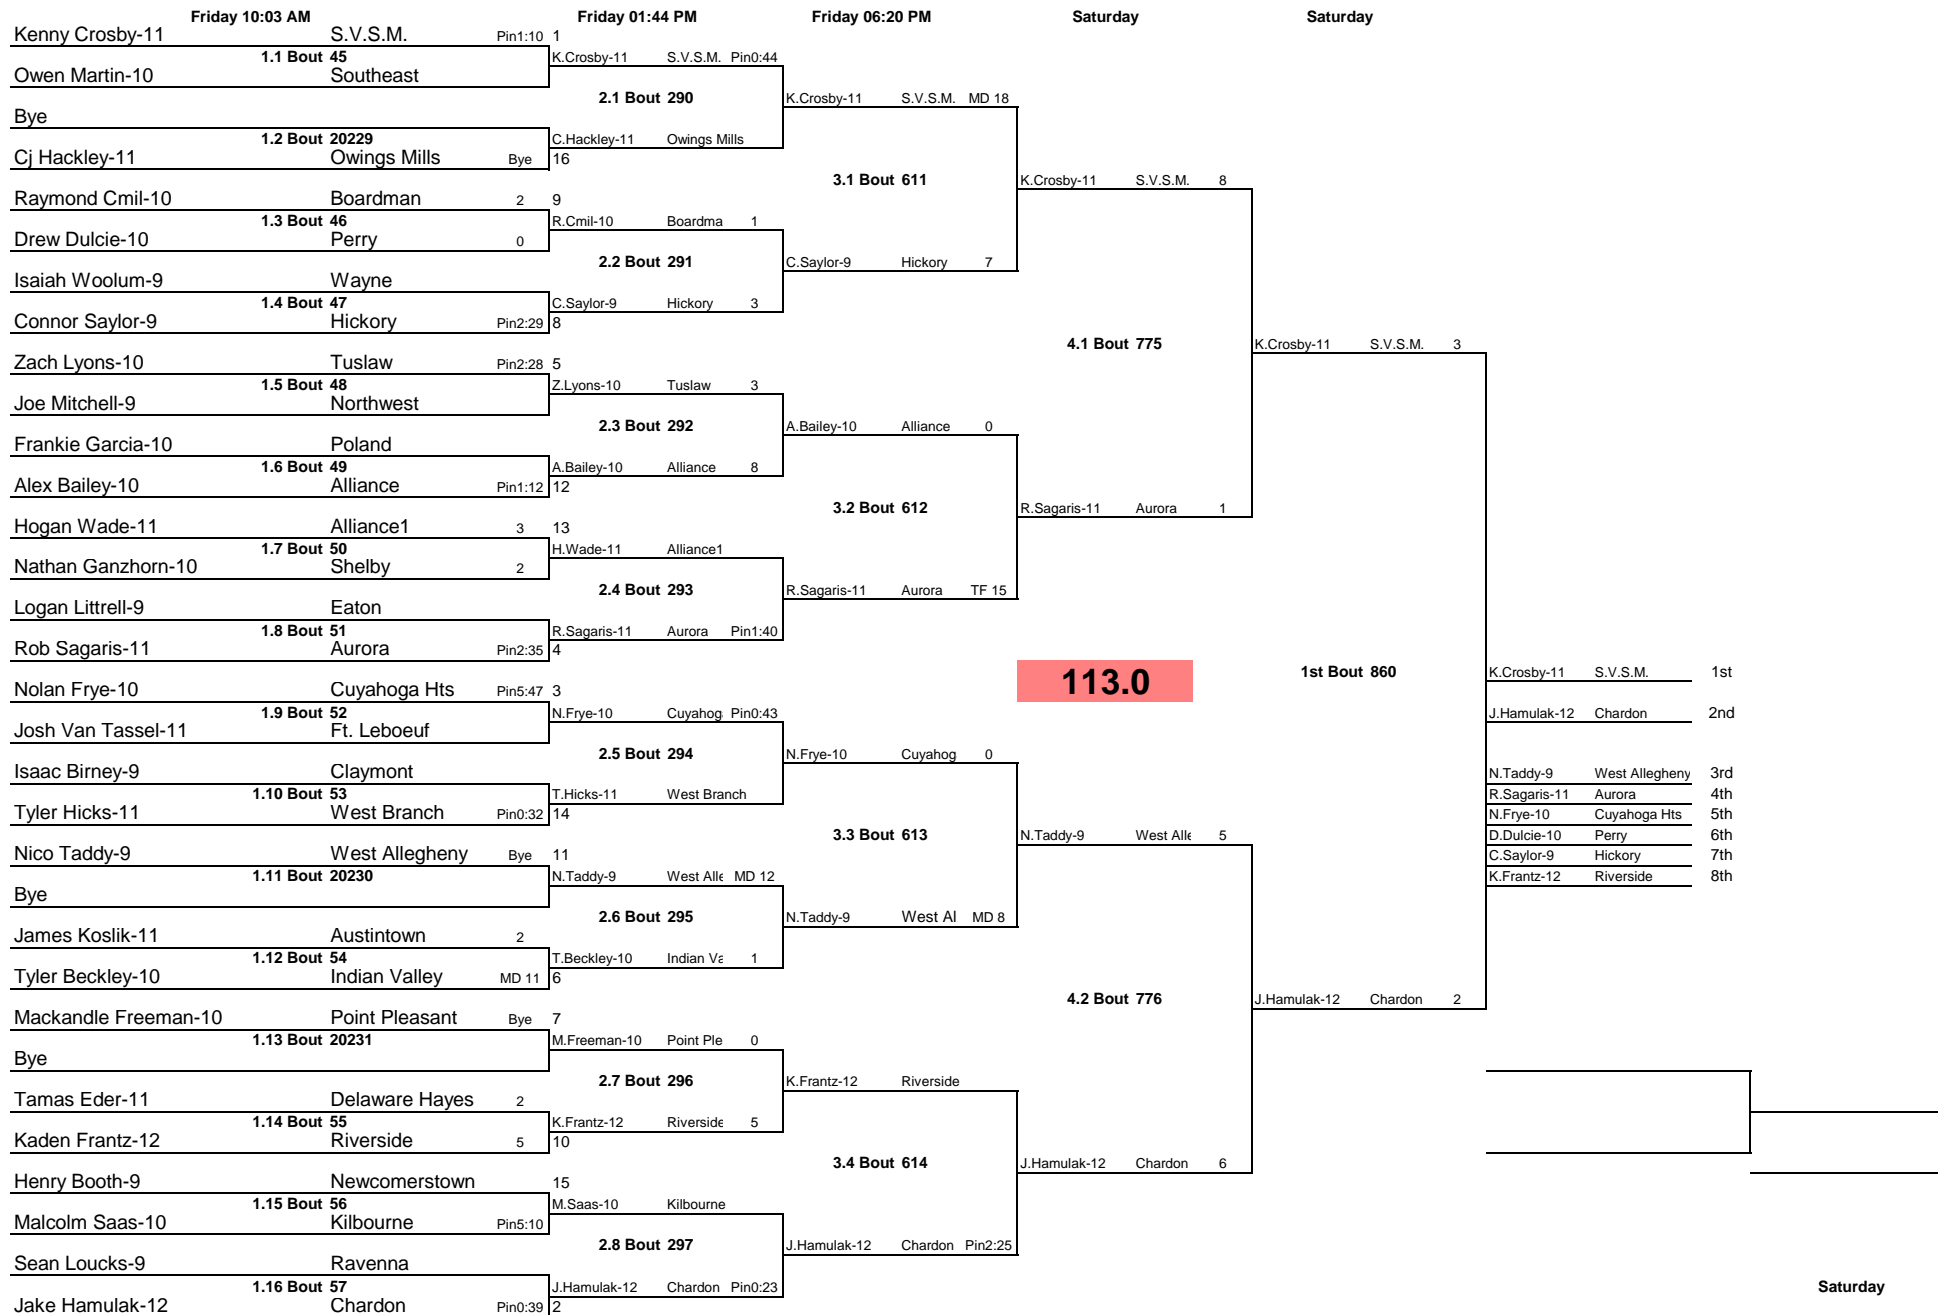 Friday 10:03 AM Friday 01:44 PM Friday 06:20 PM Saturday Saturday
Kenny Crosby-11 S.V.S.M. Pin1:10 1
1.1 Bout 45 K.Crosby-11 S.V.S.M. Pin0:44
Owen Martin-10 Southeast
2.1 Bout 290 K.Crosby-11 S.V.S.M. MD 18
Bye
1.2 Bout 20229 C.Hackley-11 Owings Mills
Cj Hackley-11 Owings Mills Bye 16
3.1 Bout 611 K.Crosby-11 S.V.S.M. 8
Raymond Cmil-10 Boardman 2 9
1.3 Bout 46 R.Cmil-10 Boardma 1
Drew Dulcie-10 Perry 0
2.2 Bout 291 C.Saylor-9 Hickory 7
Isaiah Woolum-9 Wayne
1.4 Bout 47 C.Saylor-9 Hickory 3
Connor Saylor-9 Hickory Pin2:29 8
4.1 Bout 775 K.Crosby-11 S.V.S.M. 3
Zach Lyons-10 Tuslaw Pin2:28 5
1.5 Bout 48 Z.Lyons-10 Tuslaw 3
Joe Mitchell-9 Northwest
2.3 Bout 292 A.Bailey-10 Alliance 0
Frankie Garcia-10 Poland
1.6 Bout 49 A.Bailey-10 Alliance 8
Alex Bailey-10 Alliance Pin1:12 12
3.2 Bout 612 R.Sagaris-11 Aurora 1
Hogan Wade-11 Alliance1 3 13
1.7 Bout 50 H.Wade-11 Alliance1
Nathan Ganzhorn-10 Shelby 2
2.4 Bout 293 R.Sagaris-11 Aurora TF 15
Logan Littrell-9 Eaton
1.8 Bout 51 R.Sagaris-11 Aurora Pin1:40
Rob Sagaris-11 Aurora Pin2:35 4
113.0 1st Bout 860 K.Crosby-11 S.V.S.M. 1st
Nolan Frye-10 Cuyahoga Hts Pin5:47 3
1.9 Bout 52 N.Frye-10 Cuyahog Pin0:43 J.Hamulak-12 Chardon 2nd
Josh Van Tassel-11 Ft. Leboeuf
2.5 Bout 294 N.Frye-10 Cuyahog 0
Isaac Birney-9 Claymont N.Taddy-9 West Allegheny 3rd
1.10 Bout 53 T.Hicks-11 West Branch R.Sagaris-11 Aurora 4th
Tyler Hicks-11 West Branch Pin0:32 14 N.Frye-10 Cuyahoga Hts 5th
3.3 Bout 613 N.Taddy-9 West Alle 5 D.Dulcie-10 Perry 6th
Nico Taddy-9 West Allegheny Bye 11 C.Saylor-9 Hickory 7th
1.11 Bout 20230 N.Taddy-9 West Alle MD 12 K.Frantz-12 Riverside 8th
Bye
2.6 Bout 295 N.Taddy-9 West Al MD 8
James Koslik-11 Austintown 2
1.12 Bout 54 T.Beckley-10 Indian Va 1
Tyler Beckley-10 Indian Valley MD 11 6
4.2 Bout 776 J.Hamulak-12 Chardon 2
Mackandle Freeman-10 Point Pleasant Bye 7
1.13 Bout 20231 M.Freeman-10 Point Ple 0
Bye
2.7 Bout 296 K.Frantz-12 Riverside
Tamas Eder-11 Delaware Hayes 2
1.14 Bout 55 K.Frantz-12 Riverside 5
Kaden Frantz-12 Riverside 5 10
3.4 Bout 614 J.Hamulak-12 Chardon 6
Henry Booth-9 Newcomerstown 15
1.15 Bout 56 M.Saas-10 Kilbourne
Malcolm Saas-10 Kilbourne Pin5:10
2.8 Bout 297 J.Hamulak-12 Chardon Pin2:25
Sean Loucks-9 Ravenna
1.16 Bout 57 J.Hamulak-12 Chardon Pin0:23 Saturday
Jake Hamulak-12 Chardon Pin0:39 2